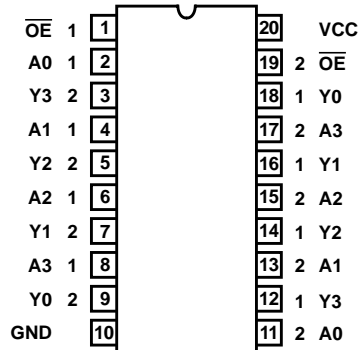 OE 1 1 20 VCC
A0 1 2 19 2 OE
Y3 2 3 18 1 Y0
A1 1 4 17 2 A3
Y2 2 5 16 1 Y1
A2 1 6 15 2 A2
Y1 2 7 14 1 Y2
A3 1 8 13 2 A1
Y0 2 9 12 1 Y3
GND 10 11 2 A0